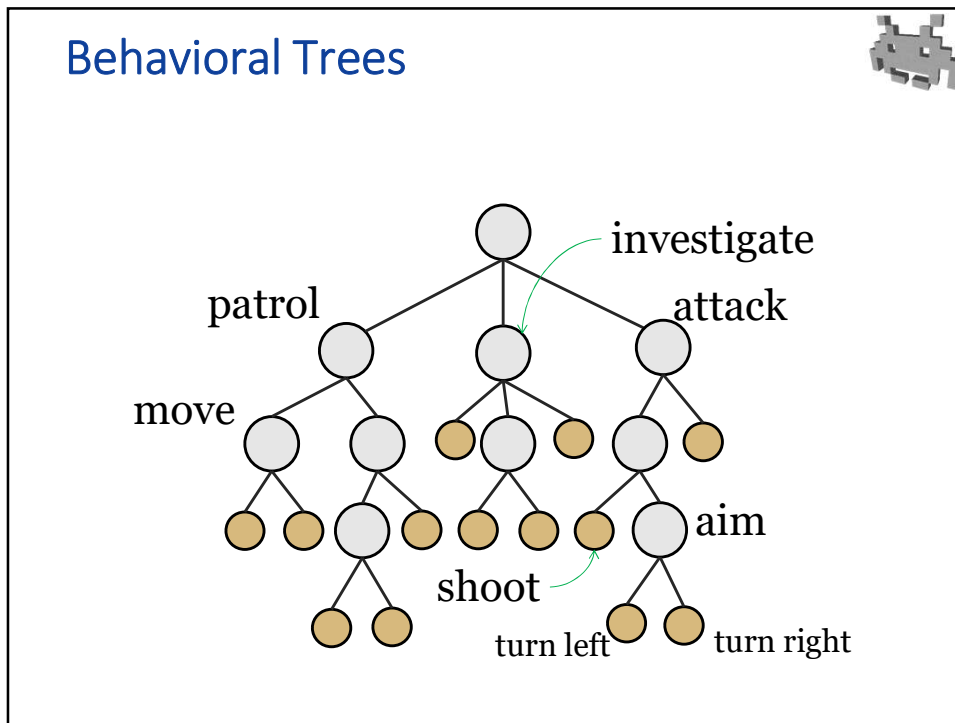 Behavioral Trees
investigate
patrol
attack
move
aim
shoot
turn left
turn right